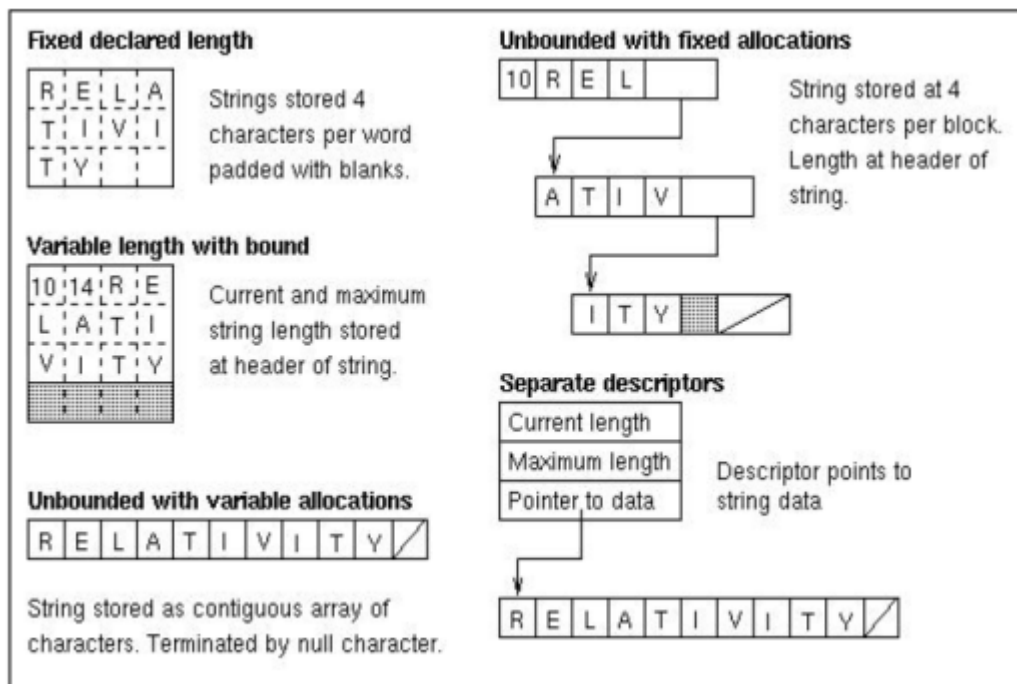 Fixed declared length
R E L A
T I V I
T Y
Strings stored 4
characters per word
padded with blanks.
Variable length with bound
10 14 R E
L A T I
V I T Y
Current and maximum
string length stored
at header of string.
Unbounded with variable allocations
R E L A T I V I T Y
String stored as contiguous array of
characters. Terminated by null character.
Unbounded with fixed allocations
10 R E L
A T I V
I T Y
String stored at 4
characters per block.
Length at header of
string.
Separate descriptors
Current length
Maximum length
Pointer to data
Descriptor points to
string data
R E L A T I V I T Y